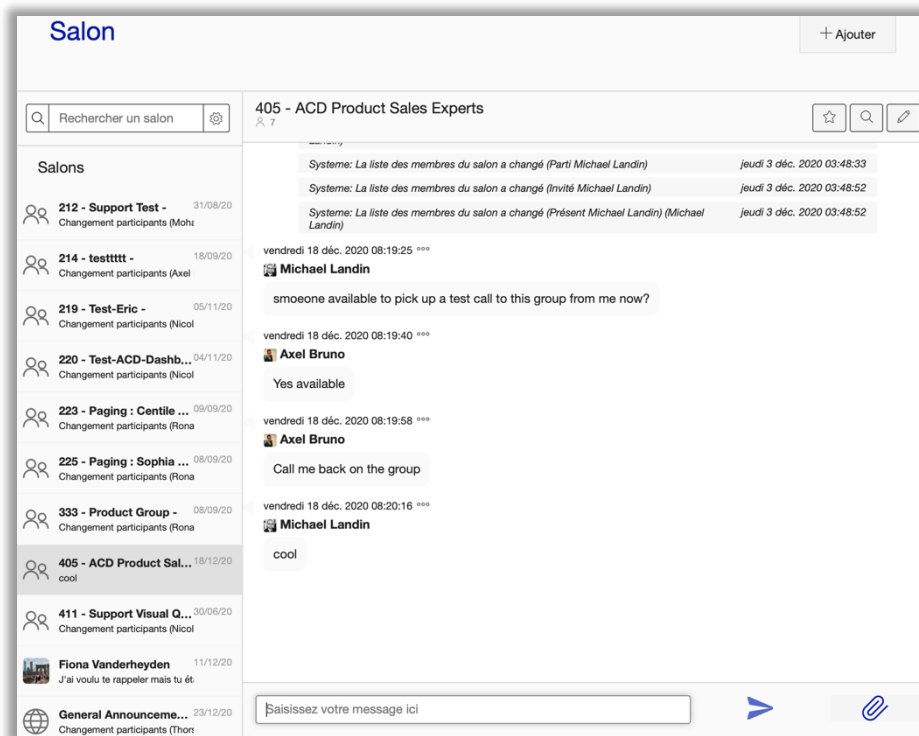 Salon
+ Ajouter
Rechercher un salon
Salons
212 - Support Test -
31/08/20
Changement participants (Moha
214 - testtttt -
18/09/20
Changement participants (Axel
219 - Test-Eric -
05/11/20
Changement participants (Nicol
220 - Test-ACD-Dashb...
04/11/20
Changement participants (Nicol
223 - Paging : Centile ...
09/09/20
Changement participants (Rona
225 - Paging : Sophia ...
08/09/20
Changement participants (Rona
333 - Product Group -
08/09/20
Changement participants (Rona
405 - ACD Product Sal...
18/12/20
cool
411 - Support Visual Q...
30/06/20
Changement participants (Nicol
Fiona Vanderheyden
11/12/20
J'ai voulu te rappeler mais tu ét
General Announceme...
23/12/20
Changement participants (Thors
405 - ACD Product Sales Experts
7
Landin)
Systeme: La liste des membres du salon a changé (Parti Michael Landin)
jeudi 3 déc. 2020 03:48:33
Systeme: La liste des membres du salon a changé (Invité Michael Landin)
jeudi 3 déc. 2020 03:48:52
Systeme: La liste des membres du salon a changé (Présent Michael Landin) (Michael
Landin)
jeudi 3 déc. 2020 03:48:52
vendredi 18 déc. 2020 08:19:25
Michael Landin
smoeone available to pick up a test call to this group from me now?
vendredi 18 déc. 2020 08:19:40
Axel Bruno
Yes available
vendredi 18 déc. 2020 08:19:58
Axel Bruno
Call me back on the group
vendredi 18 déc. 2020 08:20:16
Michael Landin
cool
Saisissez votre message ici